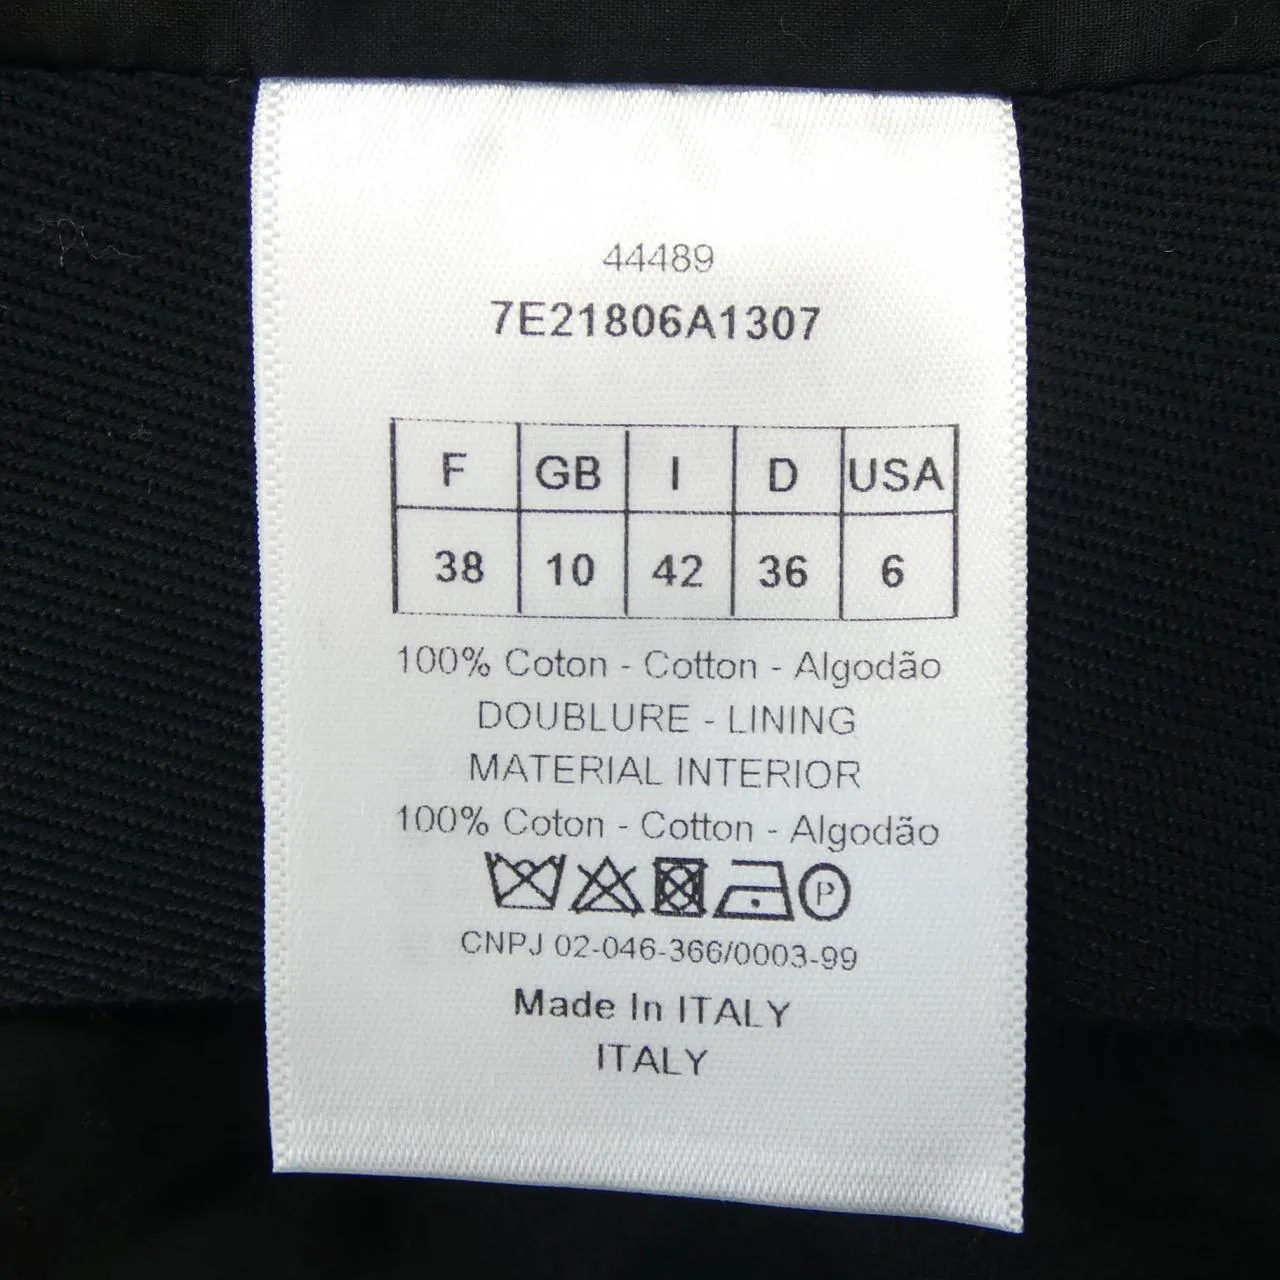 44489
7E21806A1307
F GB I D USA
38 10 42 36 6
100% Coton - Cotton - Algodão
DOUBLURE - LINING
MATERIAL INTERIOR
100% Coton - Cotton - Algodão
P
CNPJ 02-046-366/0003-99
Made In ITALY
ITALY